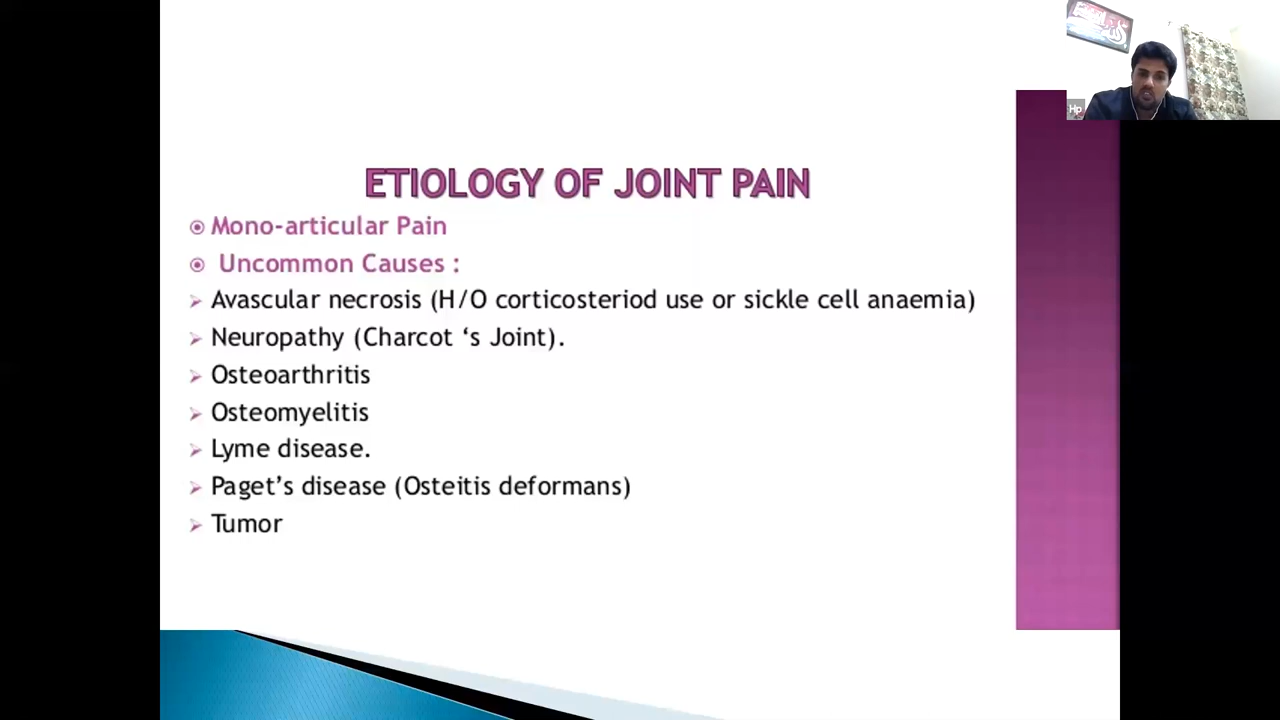 Hp
ETIOLOGY OF JOINT PAIN
Mono-articular Pain
Uncommon Causes :
Avascular necrosis (H/O corticosteriod use or sickle cell anaemia)
Neuropathy (Charcot ‘s Joint).
Osteoarthritis
Osteomyelitis
Lyme disease.
Paget’s disease (Osteitis deformans)
Tumor